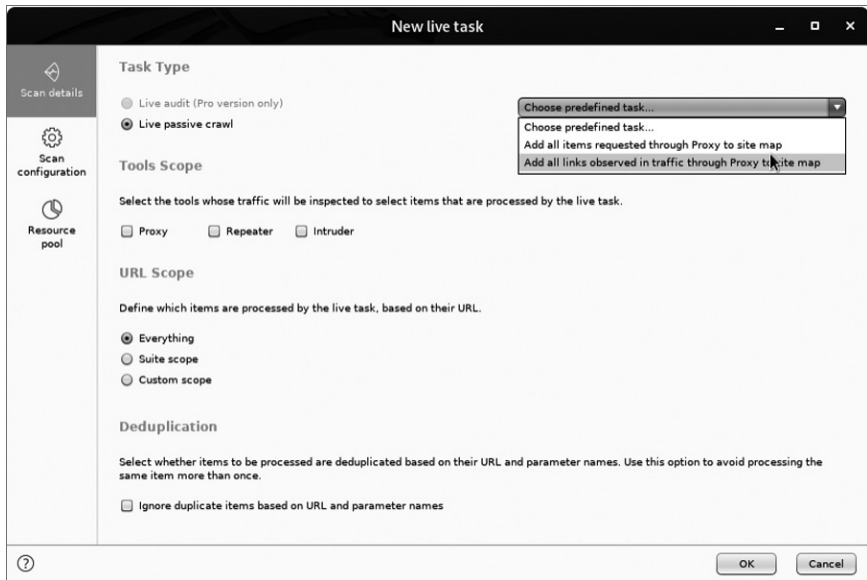 New live task
Scan details
Scan
configuration
Resource
pool
Task Type
Live audit (Pro version only)
Live passive crawl
Choose predefined task...
Choose predefined task...
Add all items requested through Proxy to site map
Add all links observed in traffic through Proxy to site map
Tools Scope
Select the tools whose traffic will be inspected to select items that are processed by the live task.
Proxy Repeater Intruder
URL Scope
Define which items are processed by the live task, based on their URL.
Everything
Suite scope
Custom scope
Deduplication
Select whether items to be processed are deduplicated based on their URL and parameter names. Use this option to avoid processing the
same item more than once.
Ignore duplicate items based on URL and parameter names
? OK Cancel